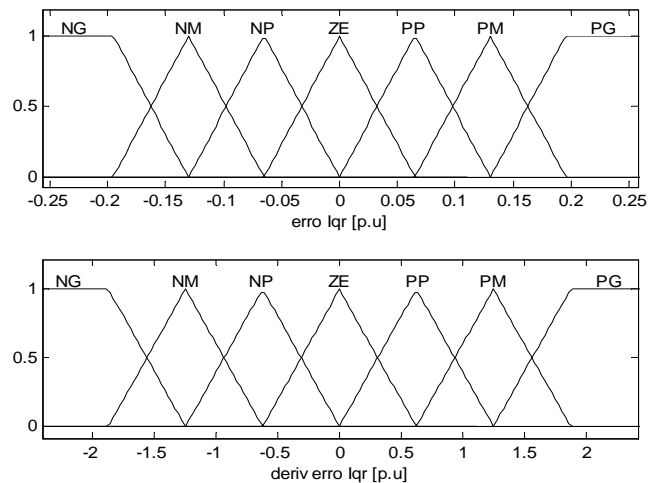 NG NM NP ZE PP PM PG
1
0.5
0
-0.25 -0.2 -0.15 -0.1 -0.05 0 0.05 0.1 0.15 0.2 0.25
erro Iqr [p.u]
NG NM NP ZE PP PM PG
1
0.5
0
-2 -1.5 -1 -0.5 0 0.5 1 1.5 2
deriv erro Iqr [p.u]